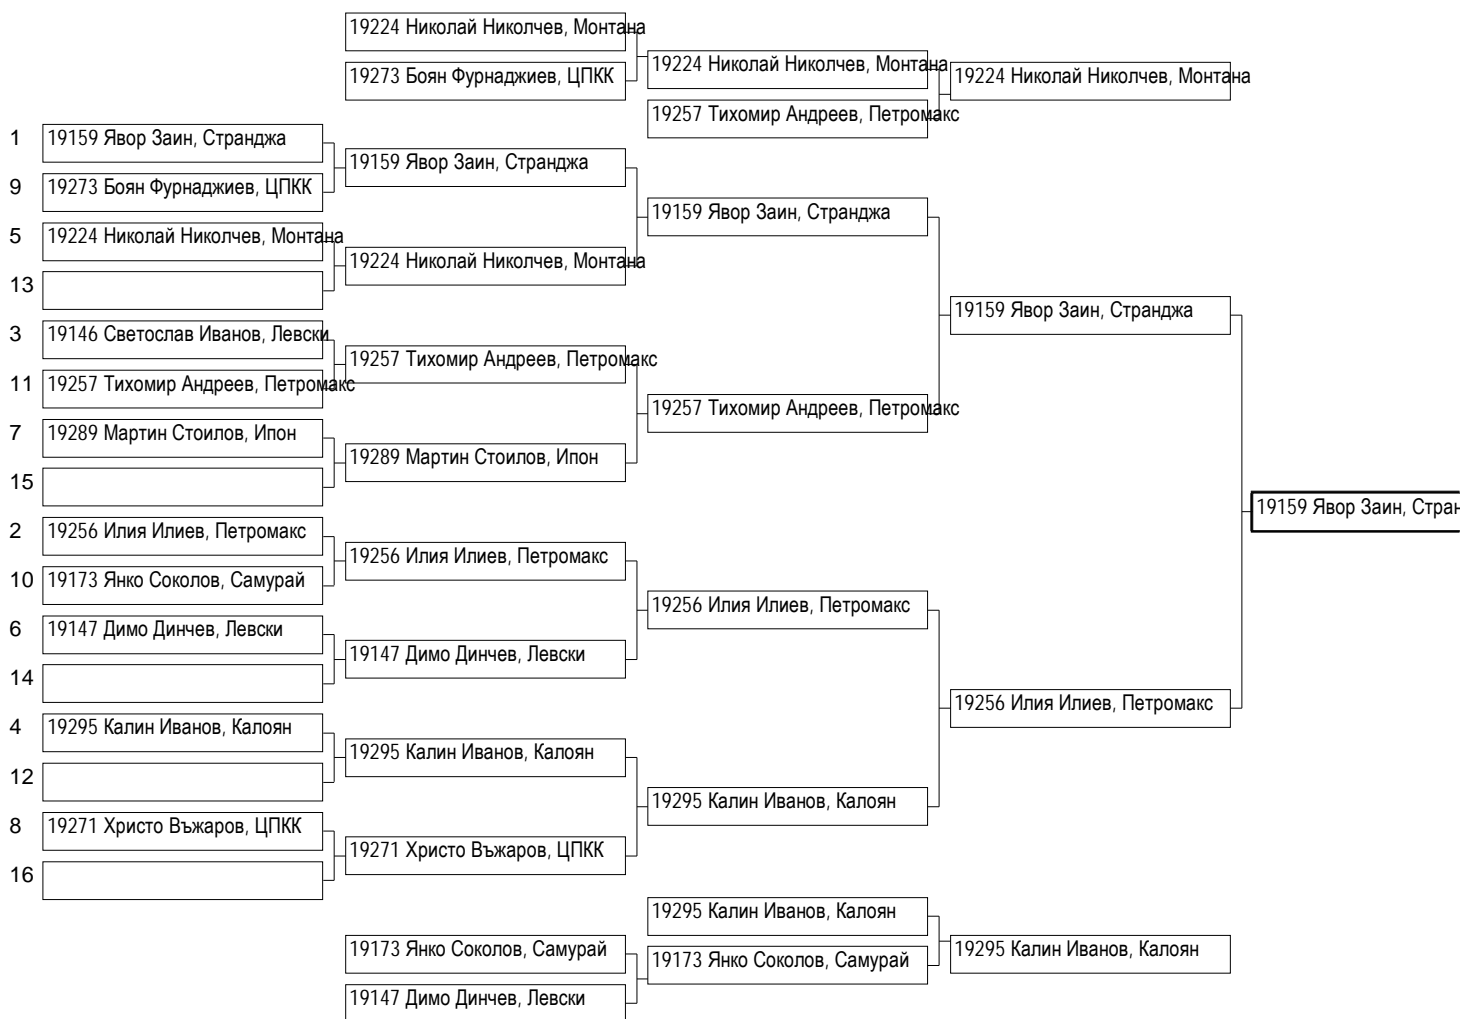 19224 Николай Николчев, Монтана
19273 Боян Фурнаджиев, ЦПКК
19224 Николай Николчев, Монтана
19257 Тихомир Андреев, Петромакс
19224 Николай Николчев, Монтана
1 19159 Явор Заин, Странджа
9 19273 Боян Фурнаджиев, ЦПКК
5 19224 Николай Николчев, Монтана
13
3 19146 Светослав Иванов, Левски
11 19257 Тихомир Андреев, Петромакс
7 19289 Мартин Стоилов, Ипон
15
2 19256 Илия Илиев, Петромакс
10 19173 Янко Соколов, Самурай
6 19147 Димо Динчев, Левски
14
4 19295 Калин Иванов, Калоян
12
8 19271 Христо Въжаров, ЦПКК
16
19159 Явор Заин, Странджа
19224 Николай Николчев, Монтана
19257 Тихомир Андреев, Петромакс
19289 Мартин Стоилов, Ипон
19256 Илия Илиев, Петромакс
19147 Димо Динчев, Левски
19295 Калин Иванов, Калоян
19271 Христо Въжаров, ЦПКК
19159 Явор Заин, Странджа
19257 Тихомир Андреев, Петромакс
19256 Илия Илиев, Петромакс
19295 Калин Иванов, Калоян
19159 Явор Заин, Странджа
19256 Илия Илиев, Петромакс
19159 Явор Заин, Стран
19173 Янко Соколов, Самурай
19147 Димо Динчев, Левски
19295 Калин Иванов, Калоян
19173 Янко Соколов, Самурай
19295 Калин Иванов, Калоян